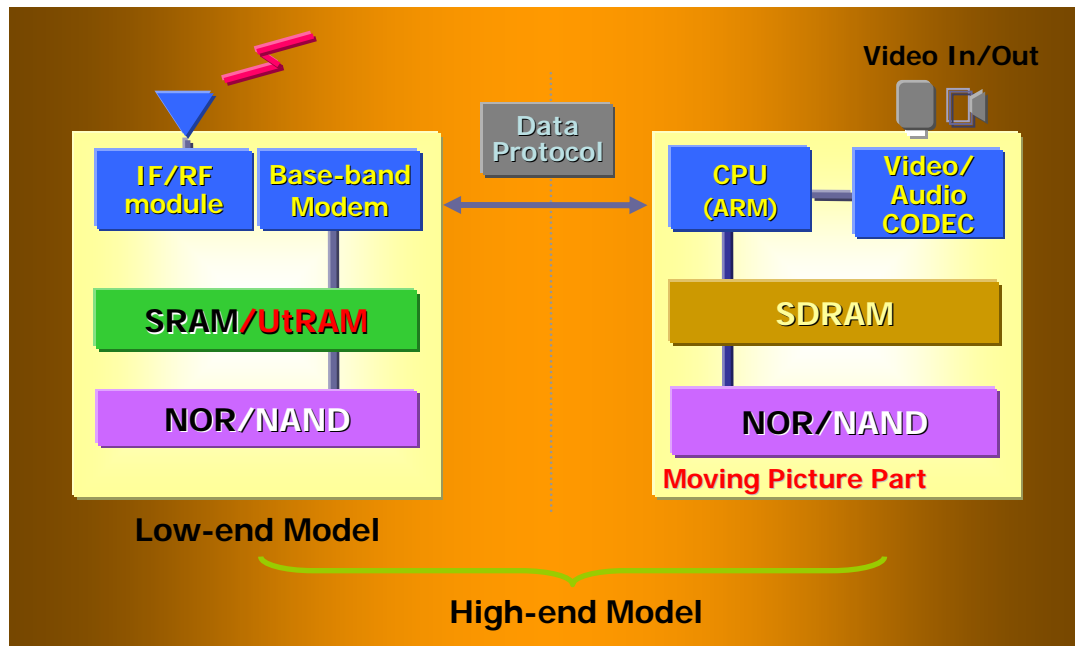 Video In/Out
Data
Protocol
IF/RF
module
Base-band
Modem
SRAM/UtRAM
NOR/NAND
Low-end Model
CPU
(ARM)
Video/
Audio
CODEC
SDRAM
NOR/NAND
Moving Picture Part
High-end Model